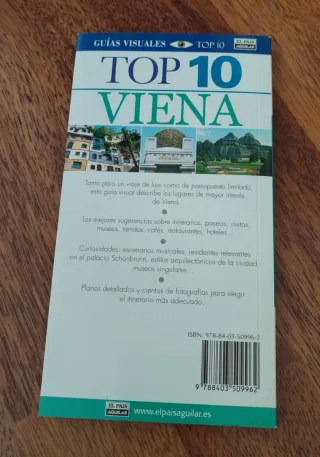 GUÍAS VISUALES TOP 10
EL PAÍS
AGUILAR
TOP 10
VIENA
Tanto para un viaje de lujo como de presupuesto limitado,
esta guía visual describe los lugares de mayor interés
de Viena.
Las mejores sugerencias sobre itinerarios, paseos, visitas,
museos, tiendas, cafés, restaurantes, hoteles...
Curiosidades: escenarios musicales, residentes relevantes
en el palacio Schönbrunn, estilos arquitectónicos de la ciudad,
museos singulares...
Planos detallados y cientos de fotografías para elegir
el itinerario más adecuado.
ISBN: 978-84-03-50996-2
9 788403 509962
EL PAÍS
AGUILAR
www.elpaisaguilar.es